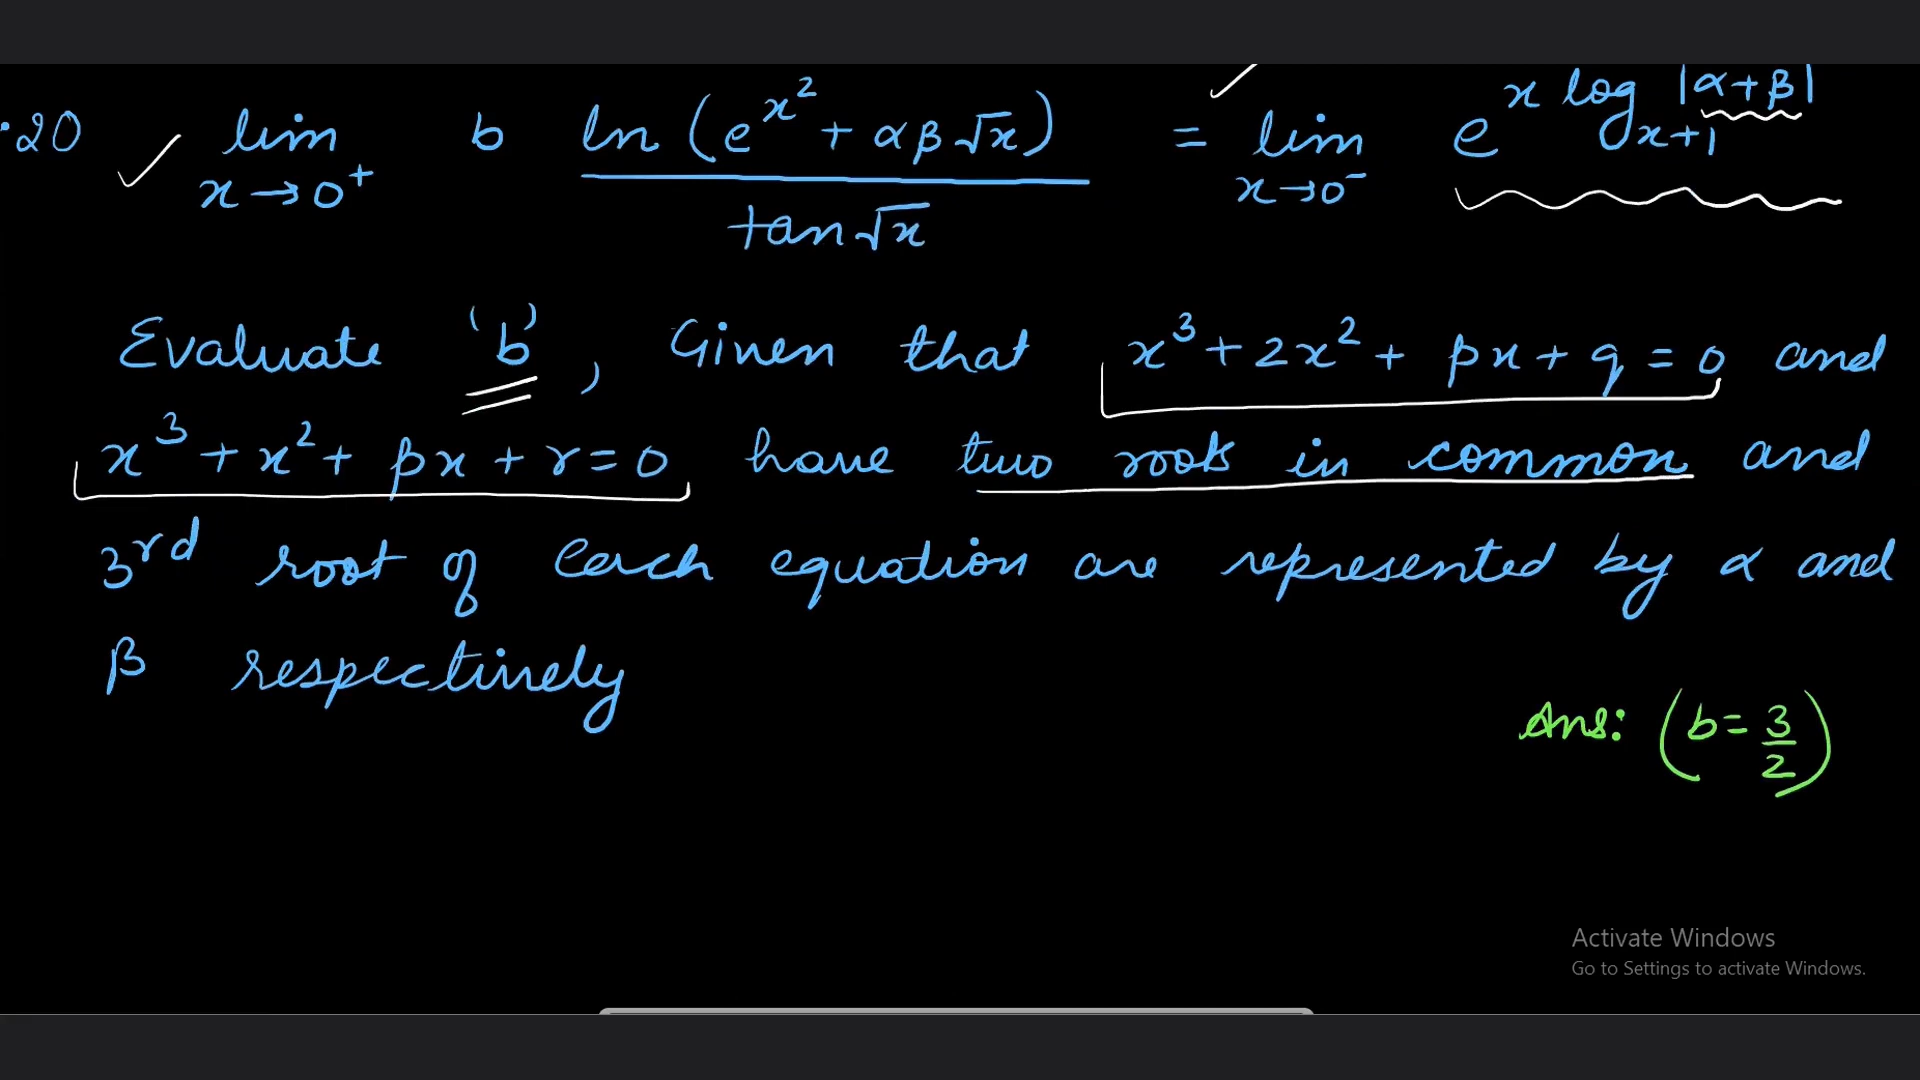 .20 lim x→0+ b ln (e^x² + αβ√x) / tan√x = lim x→0- e^x log x+1 |α+β|
Evaluate 'b', Given that x³ + 2x² + px + q = 0 and
x³ + x² + px + r = 0 have two roots in common and
3rd root of each equation are represented by α and
β respectively
Ans: (b = 3/2)
Activate Windows
Go to Settings to activate Windows.